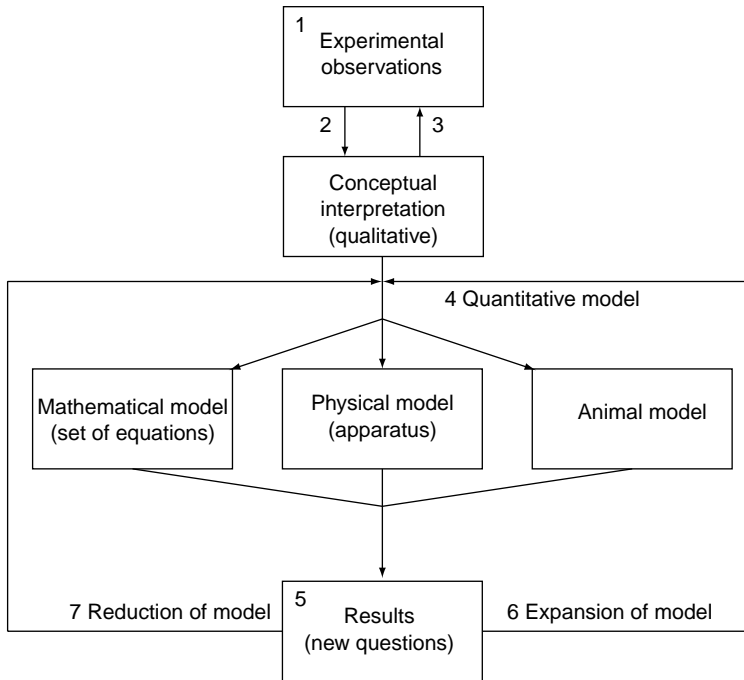 1
Experimental
observations
2
3
Conceptual
interpretation
(qualitative)
4 Quantitative model
Mathematical model
(set of equations)
Physical model
(apparatus)
Animal model
7 Reduction of model
5
Results
(new questions)
6 Expansion of model